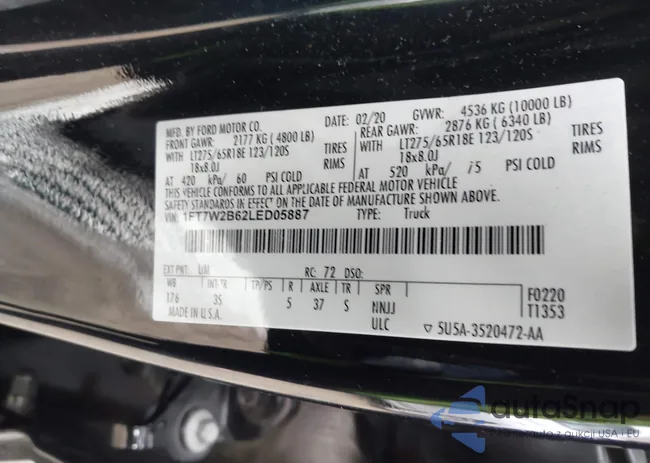 MFD. BY FORD MOTOR CO. 02/20 GVWR: 4536 KG (10000 LB)
FRONT GAWR: 2177 KG (4800 LB) REAR GAWR: 2876 KG (6340 LB)
WITH LT275/65R18E 123/120S TIRES WITH LT275/65R18E 123/120S TIRES
18x8.0J RIMS 18x8.0J RIMS
AT 420 kPa/ 60 PSI COLD AT 520 kPa/ 75 PSI COLD
THIS VEHICLE CONFORMS TO ALL APPLICABLE FEDERAL MOTOR VEHICLE
SAFETY STANDARDS IN EFFECT ON THE DATE OF MANUFACTURE SHOWN ABOVE.
VIN: 1FT7W2B62LED05887 TYPE: Truck
EXT PNT: UM RC: 72 DSO:
WB INT TR TP/PS R AXLE TR SPR
176 3S 5 37 S NNJJ
F0220
T1353
MADE IN U.S.A. ULC
5U5A-3520472-AA
autoSnap
z aukcji USA i EU